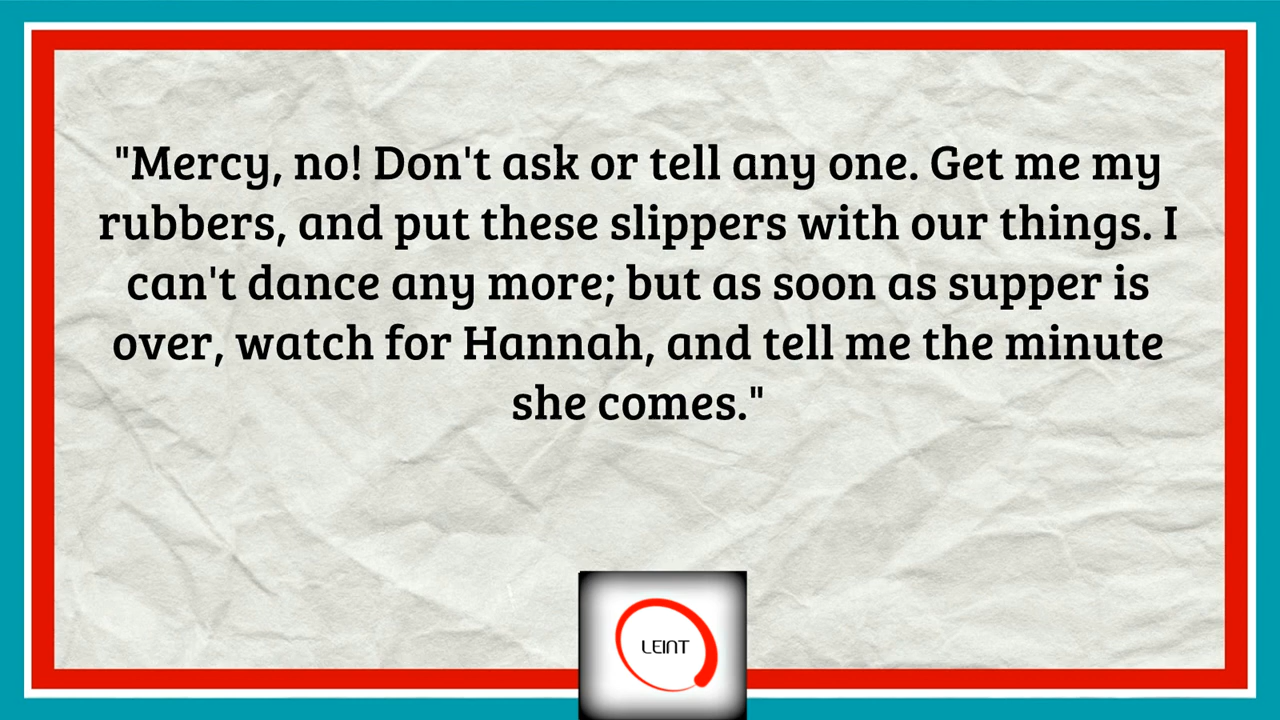 "Mercy, no! Don't ask or tell any one. Get me my
rubbers, and put these slippers with our things. I
can't dance any more; but as soon as supper is
over, watch for Hannah, and tell me the minute
she comes."
LEINT